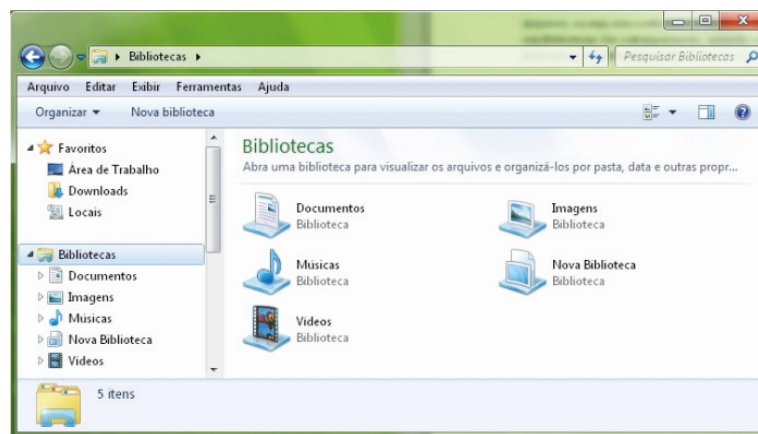 Bibliotecas
Pesquisar Bibliotecas
Arquivo Editar Exibir Ferramentas Ajuda
Organizar Nova biblioteca
Favoritos
Área de Trabalho
Downloads
Locais
Bibliotecas
Documentos
Imagens
Músicas
Nova Biblioteca
Vídeos
Bibliotecas
Abra uma biblioteca para visualizar os arquivos e organizá-los por pasta, data e outras propr...
Documentos
Biblioteca
Imagens
Biblioteca
Músicas
Biblioteca
Nova Biblioteca
Biblioteca
Vídeos
Biblioteca
5 itens